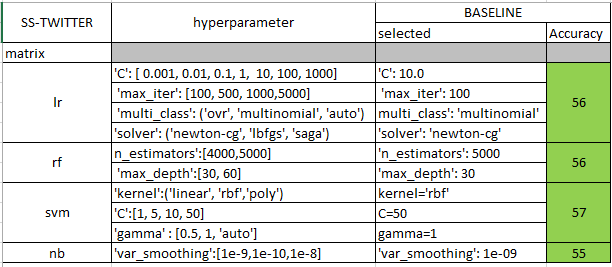 SS-TWITTER hyperparameter BASELINE
selected Accuracy
matrix
lr 'C': [ 0.001, 0.01, 0.1, 1, 10, 100, 1000] 'C': 10.0 56
'max_iter': [100, 500, 1000,5000] 'max_iter': 100
'multi_class': ('ovr', 'multinomial', 'auto') multi_class': 'multinomial'
'solver': ('newton-cg', 'lbfgs', 'saga') 'solver': 'newton-cg'
rf n_estimators':[4000,5000] 'n_estimators': 5000 56
'max_depth':[30, 60] 'max_depth': 30
svm 'kernel':('linear', 'rbf','poly') kernel='rbf' 57
'C':[1, 5, 10, 50] C=50
'gamma' : [0.5, 1, 'auto'] gamma=1
nb 'var_smoothing':[1e-9,1e-10,1e-8] 'var_smoothing': 1e-09 55